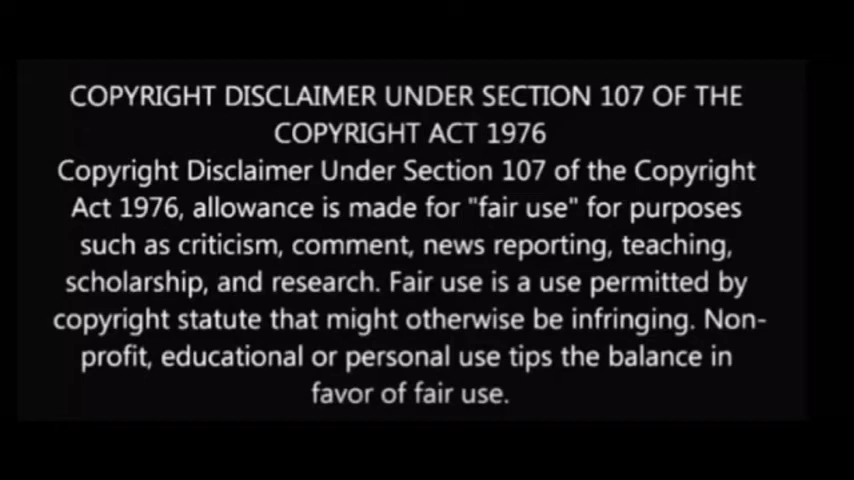 COPYRIGHT DISCLAIMER UNDER SECTION 107 OF THE
COPYRIGHT ACT 1976
Copyright Disclaimer Under Section 107 of the Copyright
Act 1976, allowance is made for "fair use" for purposes
such as criticism, comment, news reporting, teaching,
scholarship, and research. Fair use is a use permitted by
copyright statute that might otherwise be infringing. Non-
profit, educational or personal use tips the balance in
favor of fair use.